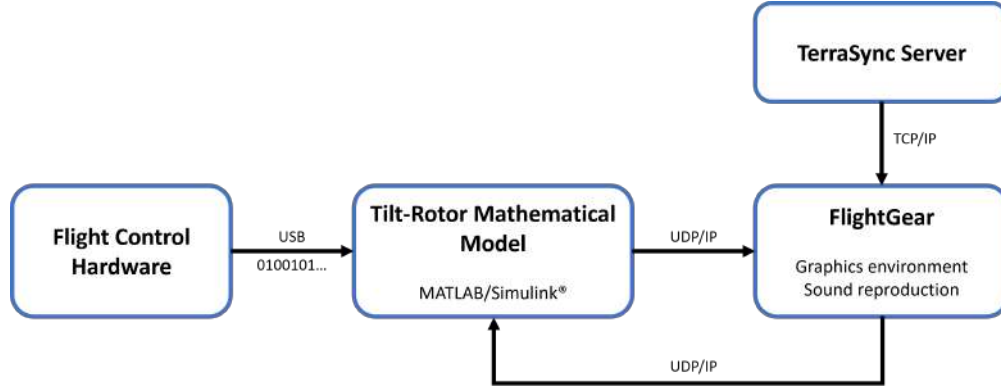 TerraSync Server
TCP/IP
Flight Control
Hardware
USB
0100101...
Tilt-Rotor Mathematical
Model
MATLAB/Simulink®
UDP/IP
FlightGear
Graphics environment
Sound reproduction
UDP/IP